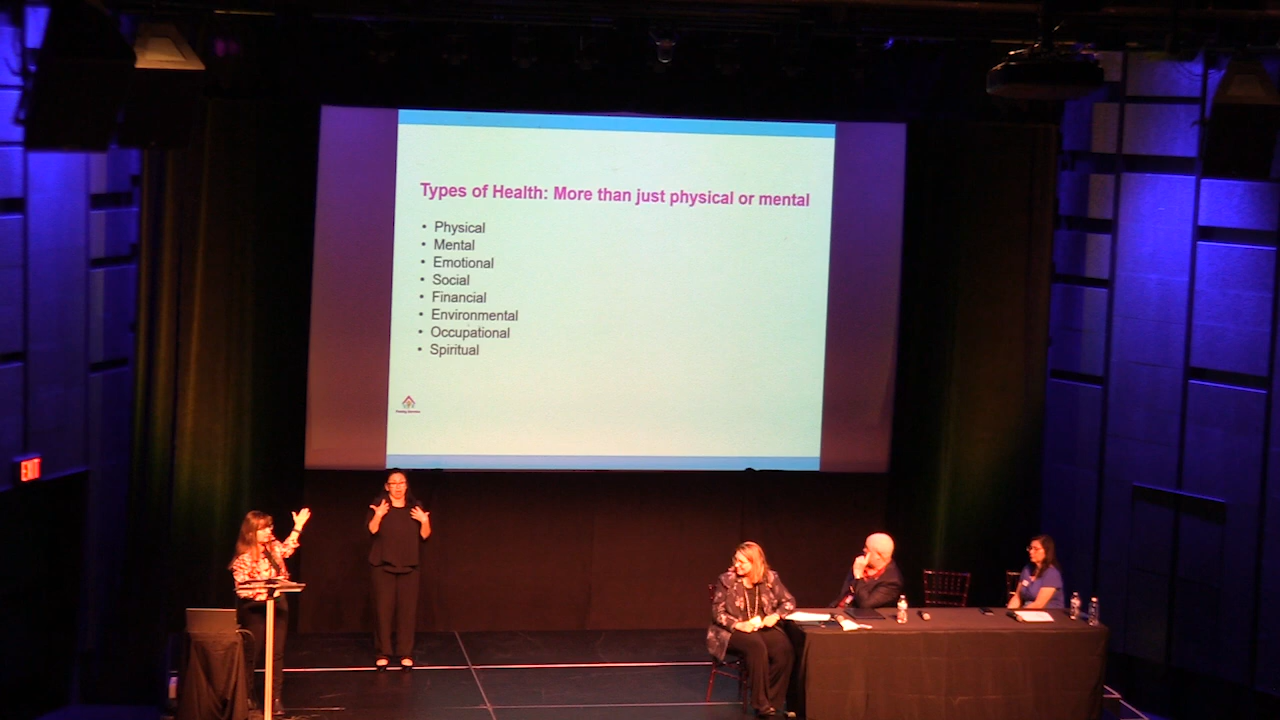 Types of Health: More than just physical or mental
• Physical
• Mental
• Emotional
• Social
• Financial
• Environmental
• Occupational
• Spiritual
EXIT